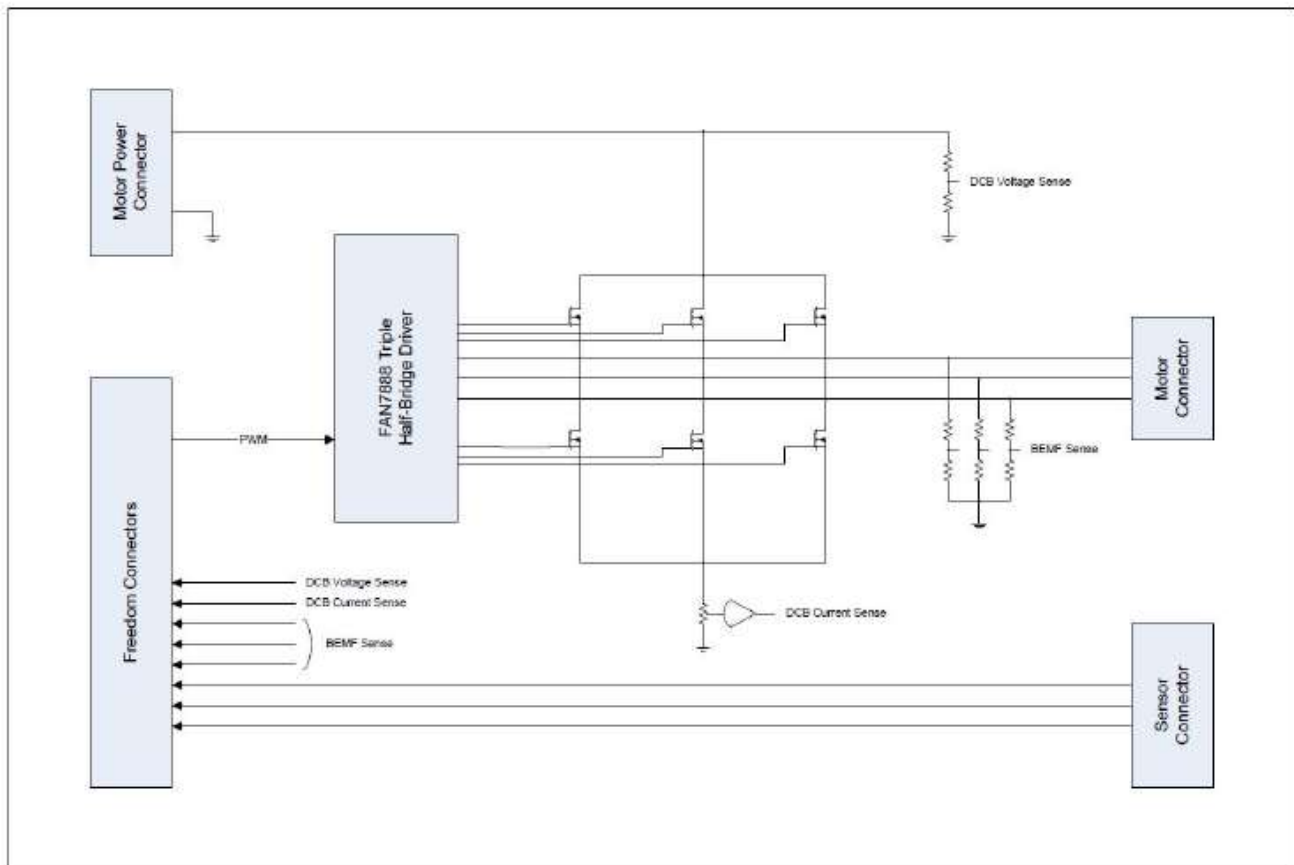 Motor Power
Connector
DCB Voltage Sense
FAN7888 Triple
Half-Bridge Driver
Motor
Connector
PWM
BEMF Sense
Freedom Connectors
DCB Voltage Sense
DCB Current Sense
BEMF Sense
DCB Current Sense
Sensor
Connector